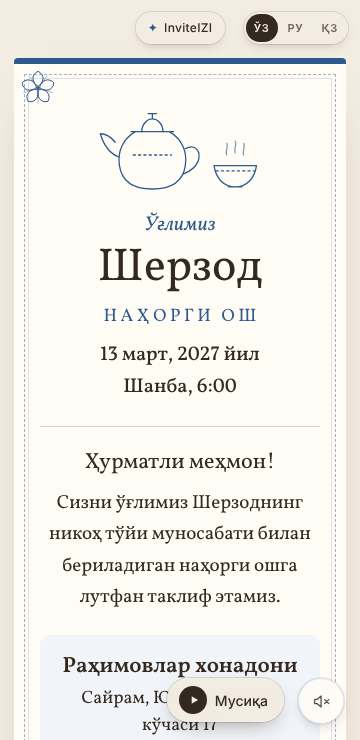 InviteIZI
ЎЗ РУ ҚЗ
Ўғлимиз
Шерзод
НАҲОРГИ ОШ
13 март, 2027 йил
Шанба, 6:00
Ҳурматли меҳмон!
Сизни ўғлимиз Шерзоднинг
никоҳ тўйи муносабати билан
бериладиган наҳорги ошга
лутфан таклиф этамиз.
Раҳимовлар хонадони
Сайрам,
Мусиқа
кўчаси 17